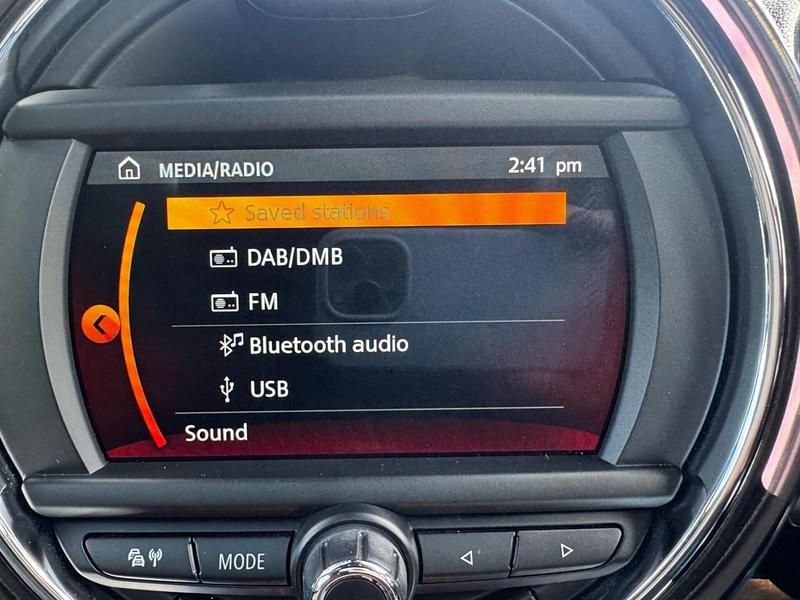 MEDIA/RADIO 2:41 pm
Saved stations
DAB/DMB
FM
Bluetooth audio
USB
Sound
MODE